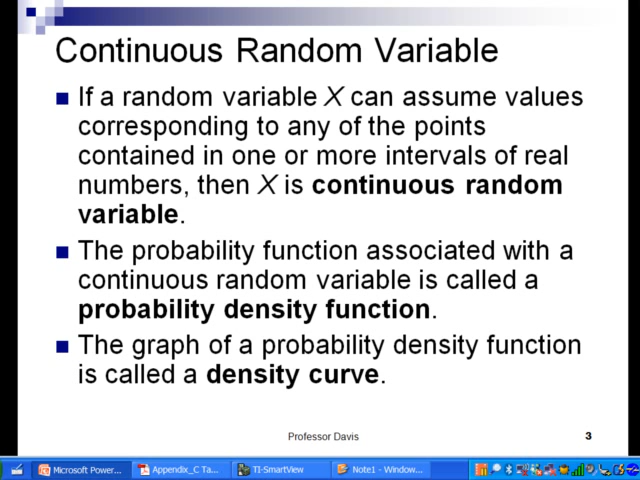 Continuous Random Variable
■ If a random variable X can assume values
corresponding to any of the points
contained in one or more intervals of real
numbers, then X is continuous random
variable.
■ The probability function associated with a
continuous random variable is called a
probability density function.
■ The graph of a probability density function
is called a density curve.
Professor Davis 3
Microsoft Power... Appendix_C Ta... TI-SmartView Note1 - Window...